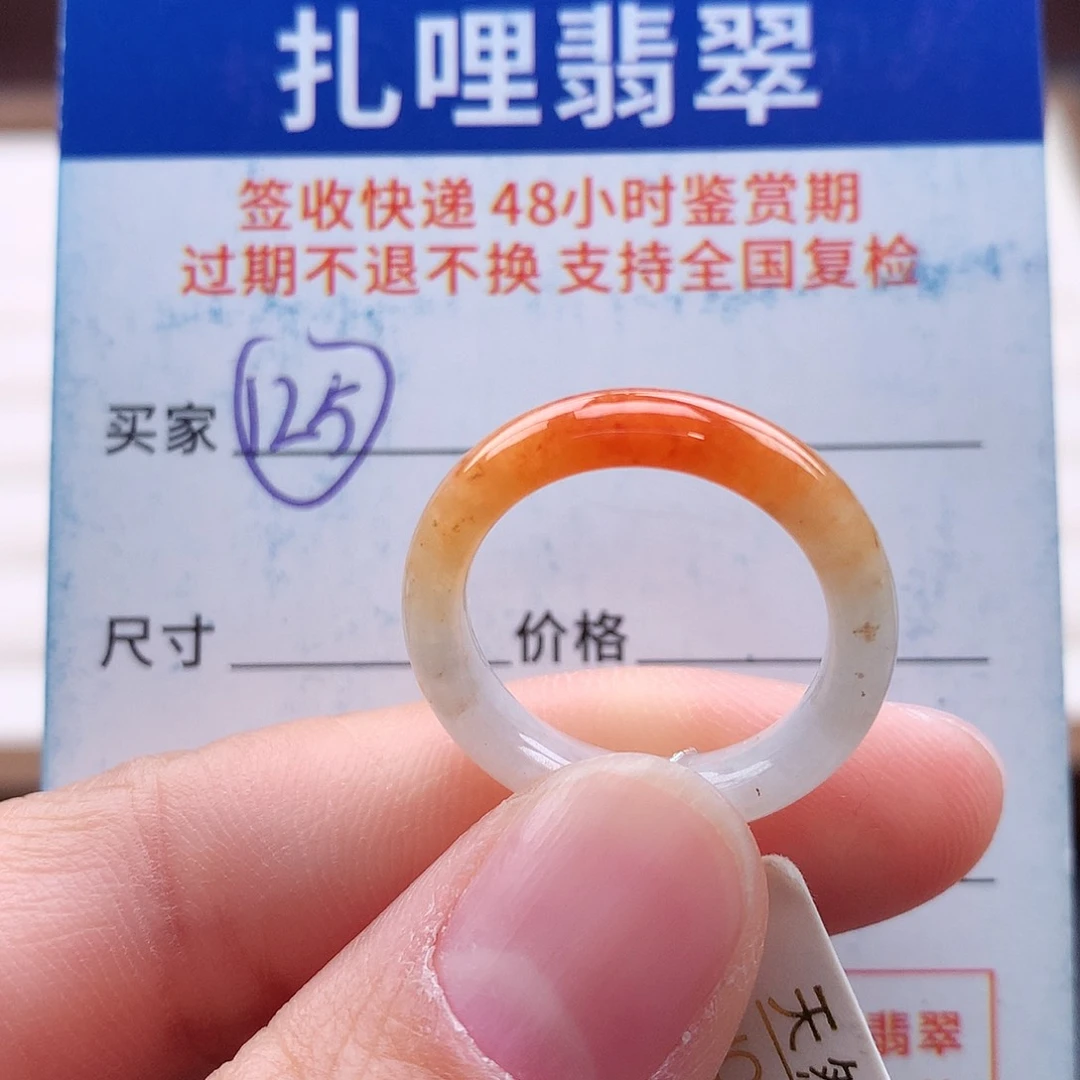 扎哩翡翠
签收快递 48小时鉴赏期
过期不退不换 支持全国复检
买家 125
尺寸 价格
翡翠
天